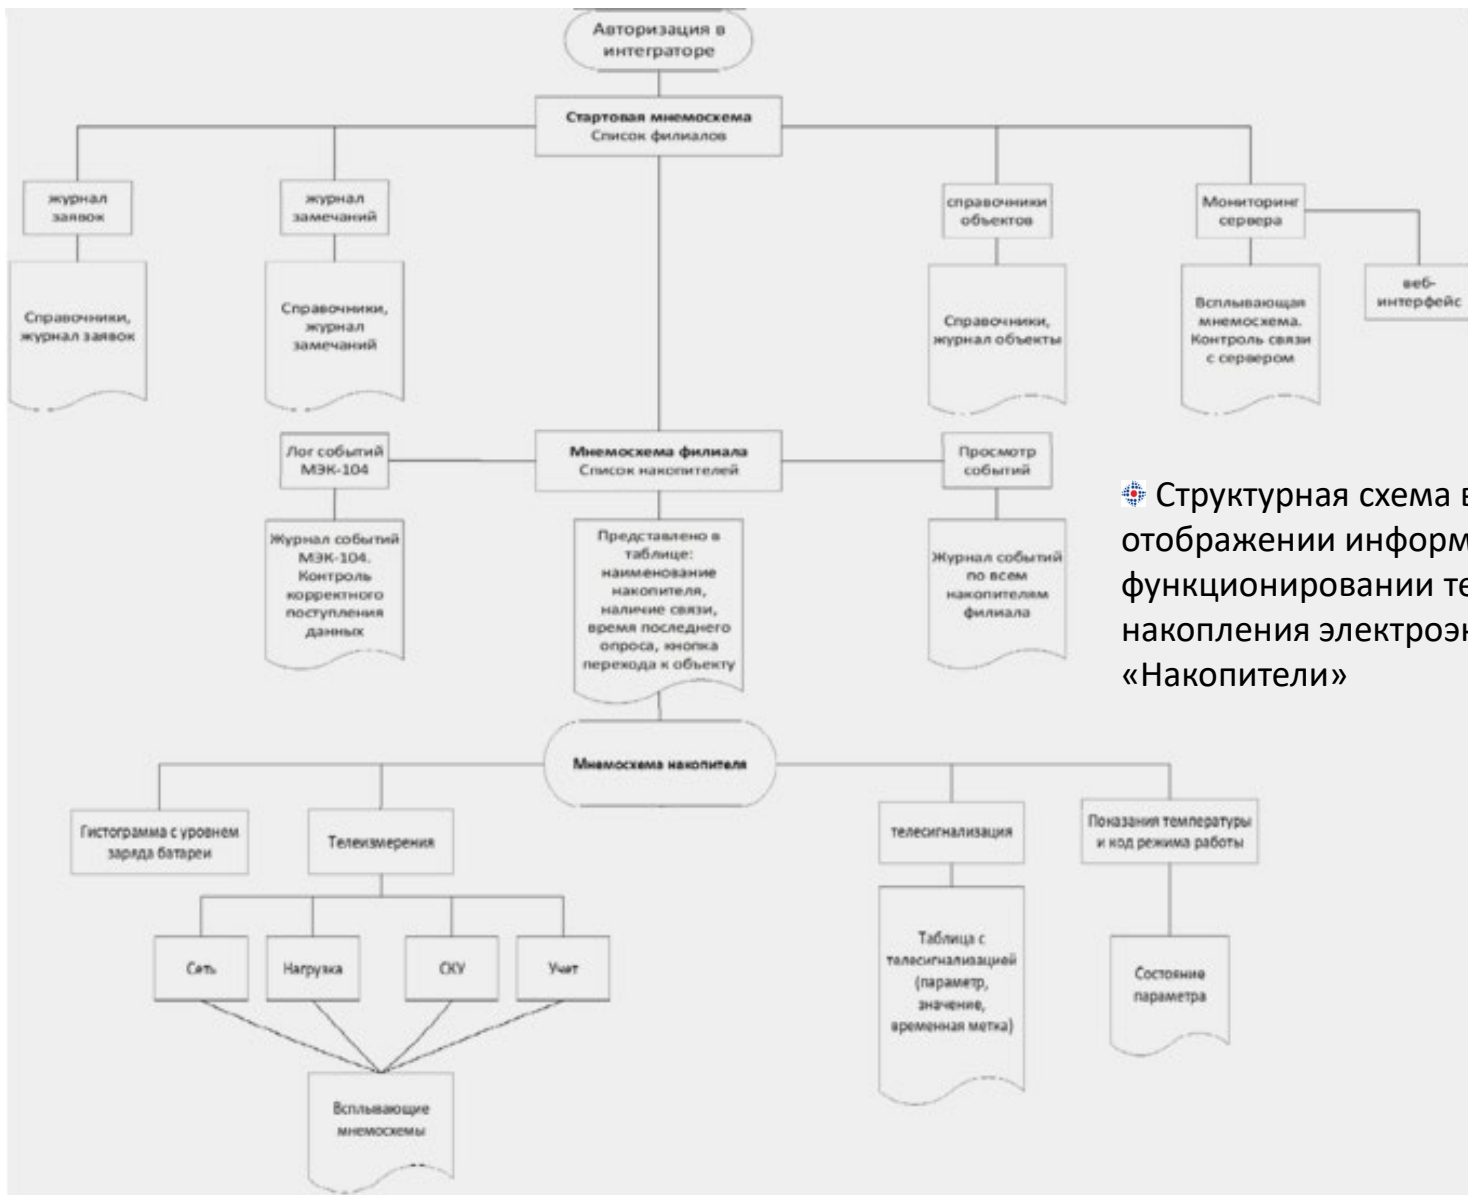 Авторизация в
интеграторе
Стартовая мнемосхема
Список филиалов
журнал
заявок
журнал
замечаний
справочники
объектов
Мониторинг
сервера
Справочники,
журнал заявок
Справочники,
журнал
замечаний
Справочники,
журнал объекты
Всплывающая
мнемосхема.
Контроль связи
с сервером
веб-
интерфейс
Лог событий
МЭК-104
Мнемосхема филиала
Список накопителей
Просмотр
событий
Журнал событий
МЭК-104.
Контроль
корректного
поступления
данных
Представлено в
таблице:
наименование
накопителя,
наличие связи,
время последнего
опроса, кнопка
перехода к объекту
Журнал событий
по всем
накопителям
филиала
Структурная схема
отображении
функционировании
накопления
«Накопители»
Мнемосхема накопителя
Гистограмма с уровнем
заряда батареи
Телеизмерения
телесигнализация
Показания температуры
и код режима работы
Сеть
Нагрузка
СКУ
Учет
Таблица с
телесигнализацией
(параметр,
значение,
временная метка)
Состояние
параметра
Всплывающие
мнемосхемы